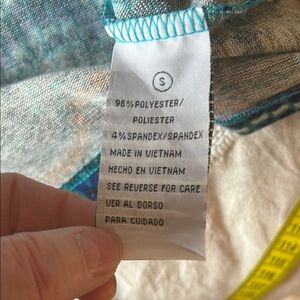 S
96%POLYESTER/
POLIESTER
4%SPANDEX/SPANDEX
MADE IN VIETNAM
HECHO EN VIETNAM
SEE REVERSE FOR CARE
VER AL DORSO
PARA CUIDADO